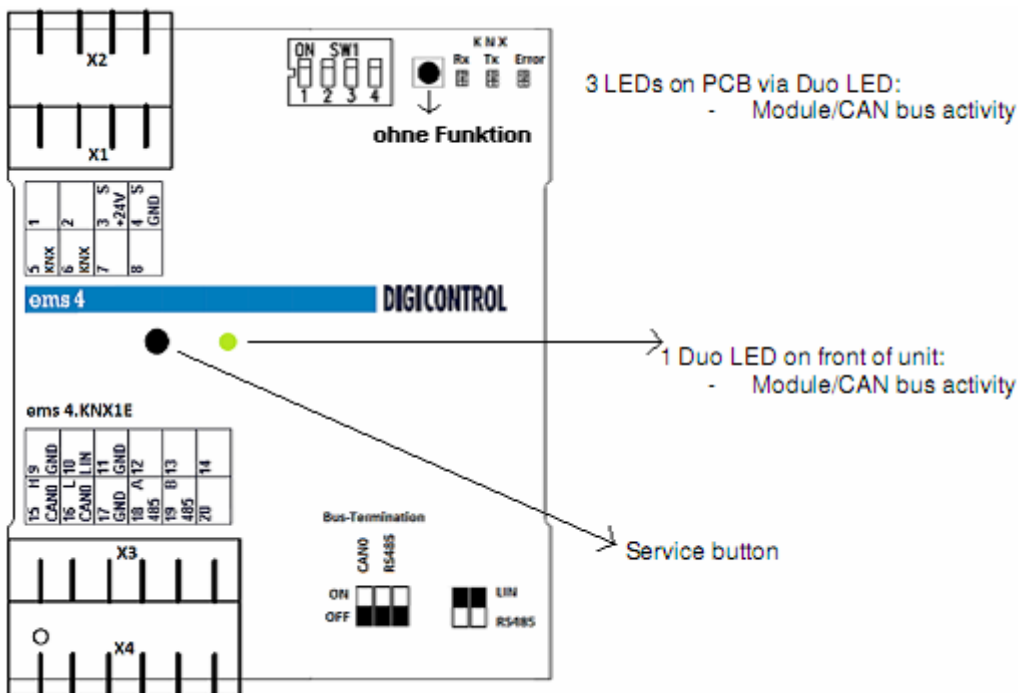 X2
X1
ON SW1
1 2 3 4
KNX
Rx Tx Error
ohne Funktion
3 LEDs on PCB via Duo LED:
- Module/CAN bus activity
1
2
3 S +24V
4 S GND
5 KNX
6 KNX
7
8
ems 4 DIGICONTROL
1 Duo LED on front of unit:
- Module/CAN bus activity
ems 4.KNX1E
9 GND
10 LIN
11 GND
12
13
14
15 H CAN0
16 L CAN0
17 GND
18 A 485
19 B 485
20
Service button
Bus-Termination
CAN0
RS485
ON
OFF
LIN
RS485
X3
X4